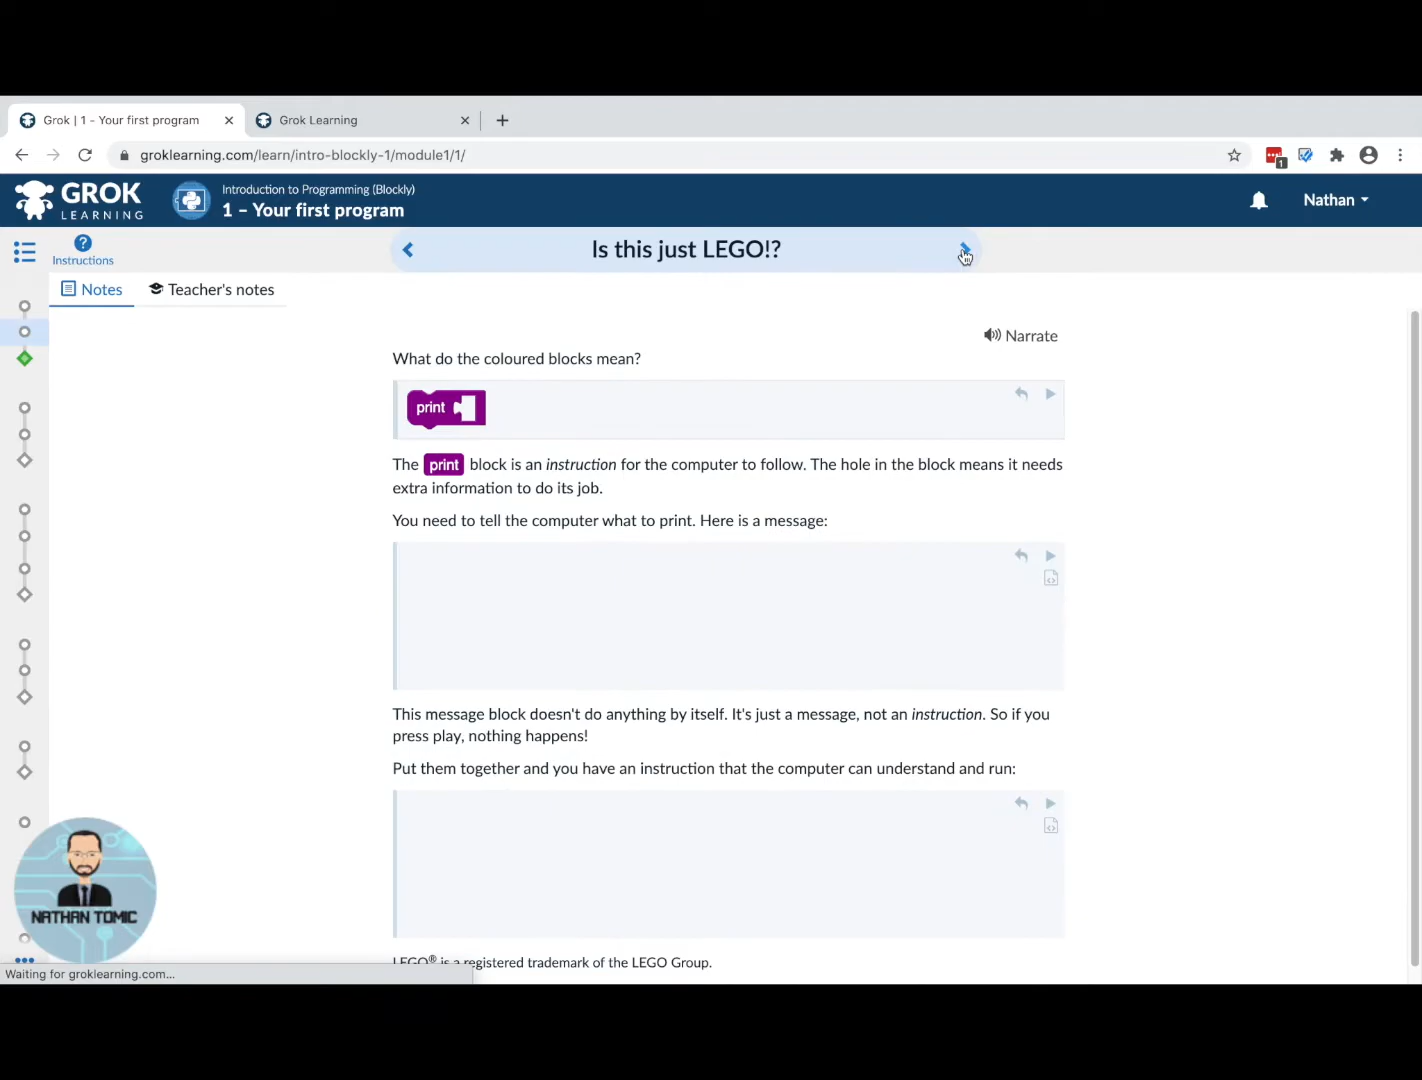 Grok | 1 - Your first program
Grok Learning
groklearning.com/learn/intro-blockly-1/module1/1/
1
GROK
LEARNING
Introduction to Programming (Blockly)
1 – Your first program
Nathan
Instructions
Is this just LEGO!?
Notes
Teacher's notes
Narrate
What do the coloured blocks mean?
print
The print block is an instruction for the computer to follow. The hole in the block means it needs
extra information to do its job.
You need to tell the computer what to print. Here is a message:
This message block doesn't do anything by itself. It's just a message, not an instruction. So if you
press play, nothing happens!
Put them together and you have an instruction that the computer can understand and run:
NATHAN TOMIC
LEGO® is a registered trademark of the LEGO Group.
Waiting for groklearning.com...